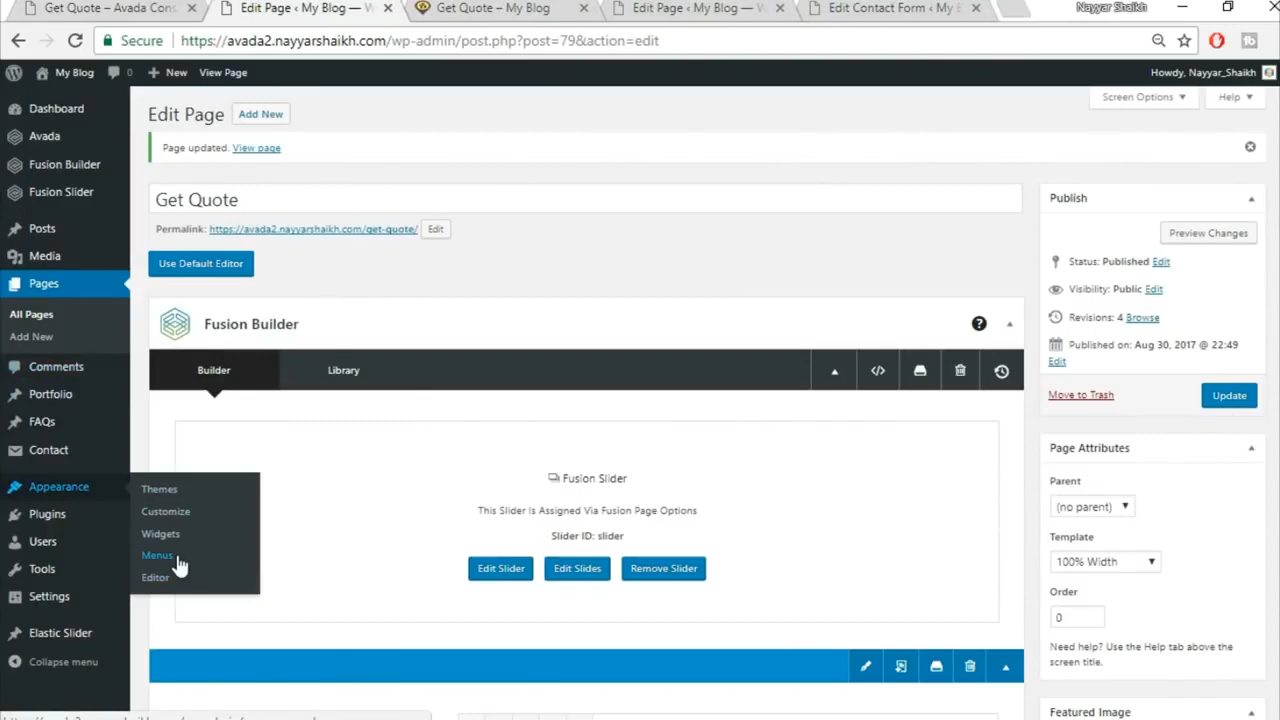 Get Quote – Avada Cons
Edit Page ‹ My Blog —
Get Quote – My Blog
Edit Page ‹ My Blog —
Edit Contact Form ‹ My B
Nayyar Shaikh
Secure
https://avada2.nayyarshaikh.com/wp-admin/post.php?post=79&action=edit
My Blog
0
New
View Page
Howdy, Nayyar_Shaikh
Dashboard
Avada
Fusion Builder
Fusion Slider
Posts
Media
Pages
All Pages
Add New
Comments
Portfolio
FAQs
Contact
Appearance
Plugins
Users
Tools
Settings
Elastic Slider
Collapse menu
Themes
Customize
Widgets
Menus
Editor
Edit Page
Add New
Screen Options
Help
Page updated. View page
Get Quote
Permalink: https://avada2.nayyarshaikh.com/get-quote/
Edit
Use Default Editor
Fusion Builder
Builder
Library
Fusion Slider
This Slider is Assigned Via Fusion Page Options
Slider ID: slider
Edit Slider
Edit Slides
Remove Slider
Publish
Preview Changes
Status: Published Edit
Visibility: Public Edit
Revisions: 4 Browse
Published on: Aug 30, 2017 @ 22:49
Edit
Move to Trash
Update
Page Attributes
Parent
(no parent)
Template
100% Width
Order
0
Need help? Use the Help tab above the
screen title.
Featured Image